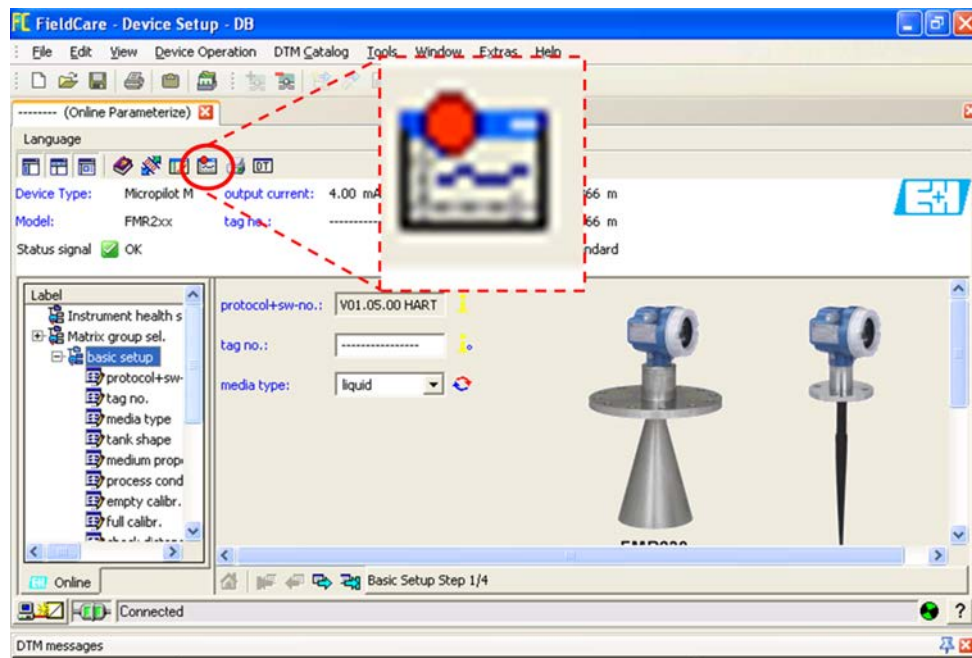 FC FieldCare - Device Setup - DB
File Edit View Device Operation DTM Catalog Tools Window Extras Help
-------- (Online Parameterize)
Language
DT
Device Type: Micropilot M output current: 4.00 mA 66 m
Model: FMR2xx tag no.: 66 m
Status signal OK ndard
E+H
Label
Instrument health s
Matrix group sel.
basic setup
protocol+sw-
tag no.
media type
tank shape
medium prope
process cond
empty calibr.
full calibr.
protocol+sw-no.: V01.05.00 HART
tag no.: ----------------
media type: liquid
Online
Basic Setup Step 1/4
Connected
?
DTM messages